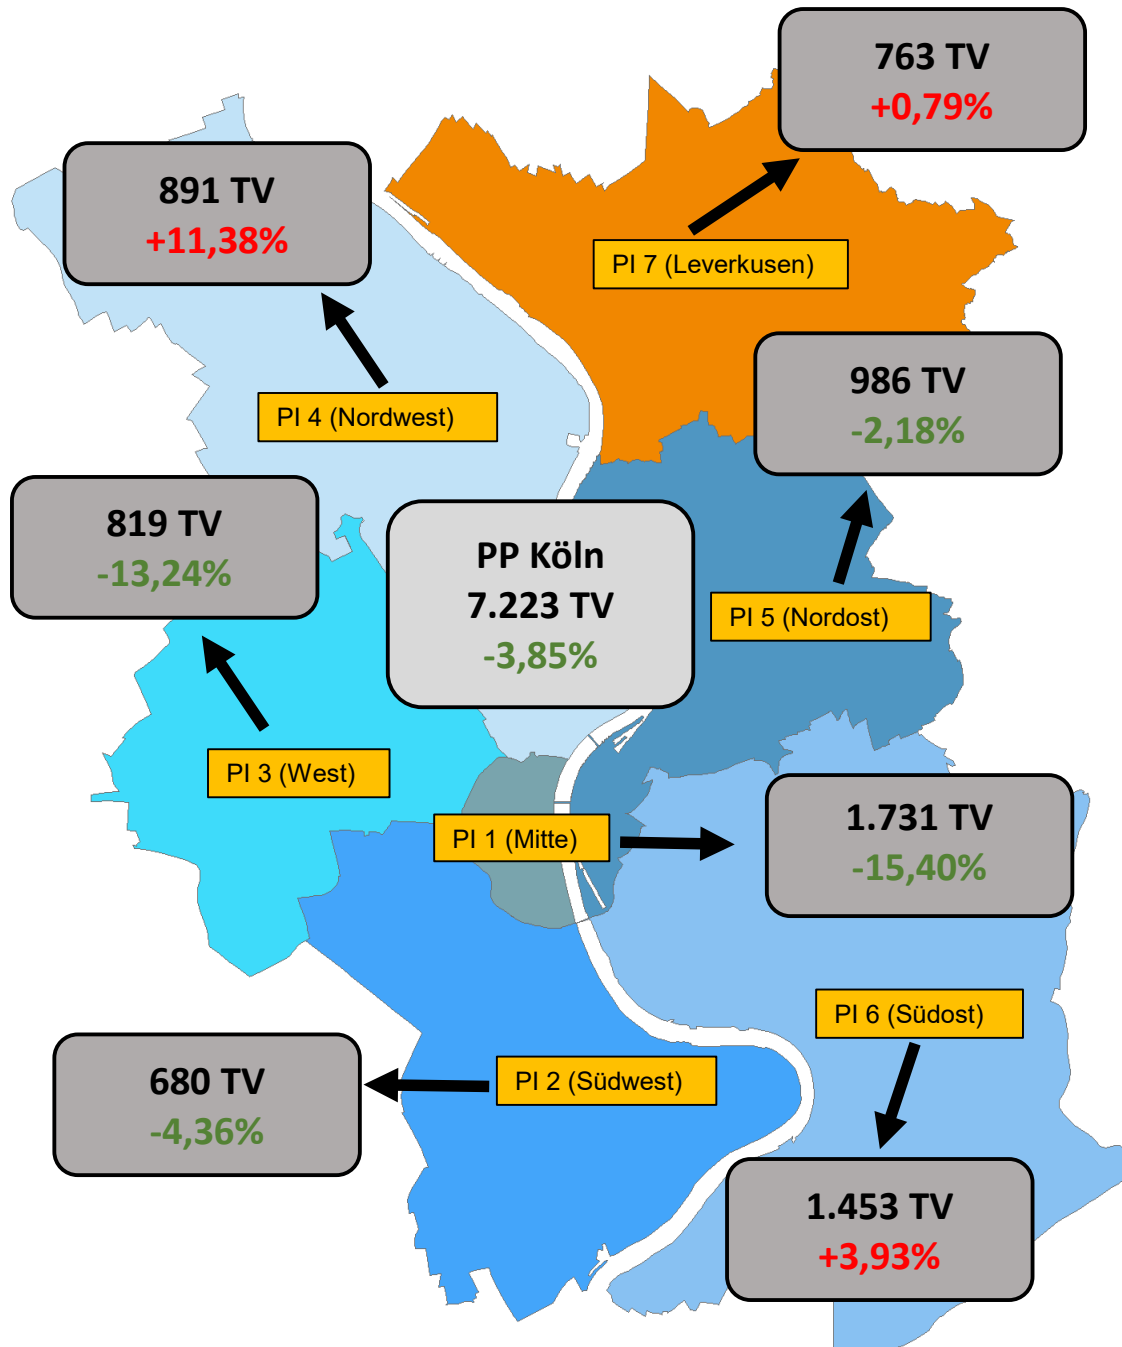 763 TV
+0,79%
891 TV
+11,38%
PI 7 (Leverkusen)
986 TV
-2,18%
PI 4 (Nordwest)
819 TV
-13,24%
PP Köln
7.223 TV
-3,85%
PI 5 (Nordost)
PI 3 (West)
1.731 TV
-15,40%
PI 1 (Mitte)
PI 6 (Südost)
680 TV
-4,36%
PI 2 (Südwest)
1.453 TV
+3,93%